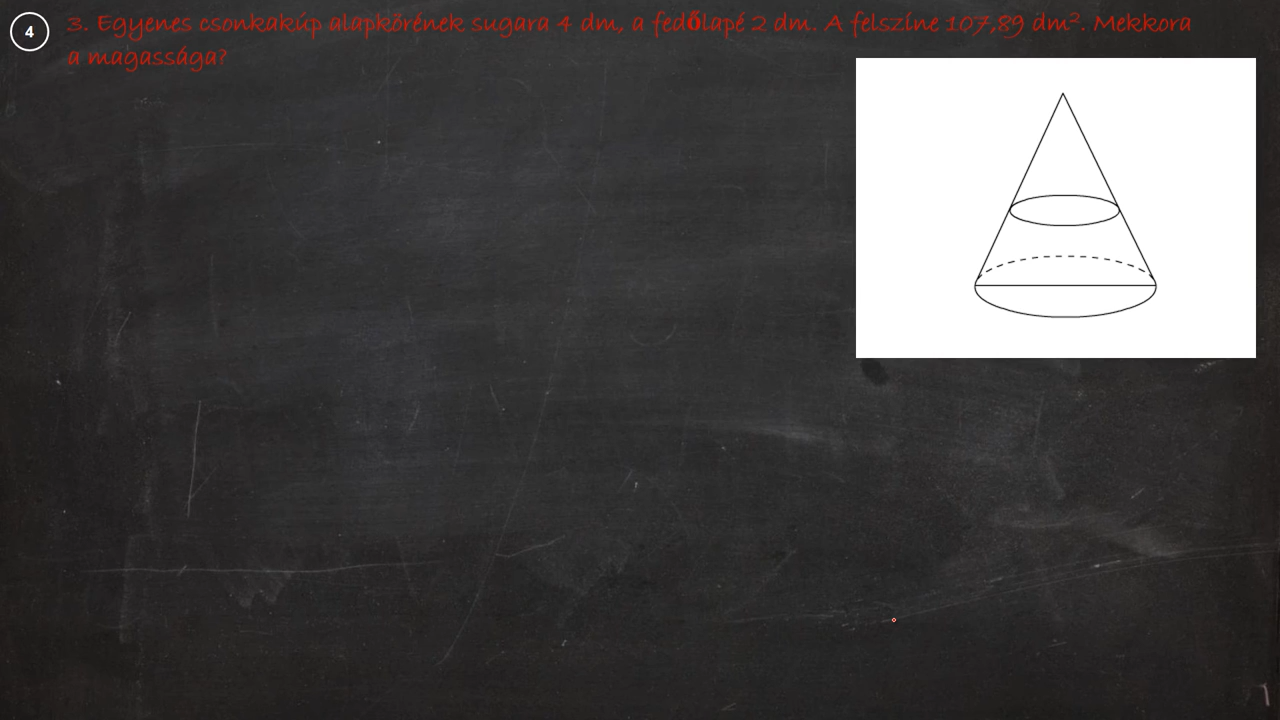 4
3. Egyenes csonkakúp alapkörének sugara 4 dm, a fedőlapé 2 dm. A felszíne 107,89 dm². Mekkora
a magassága?